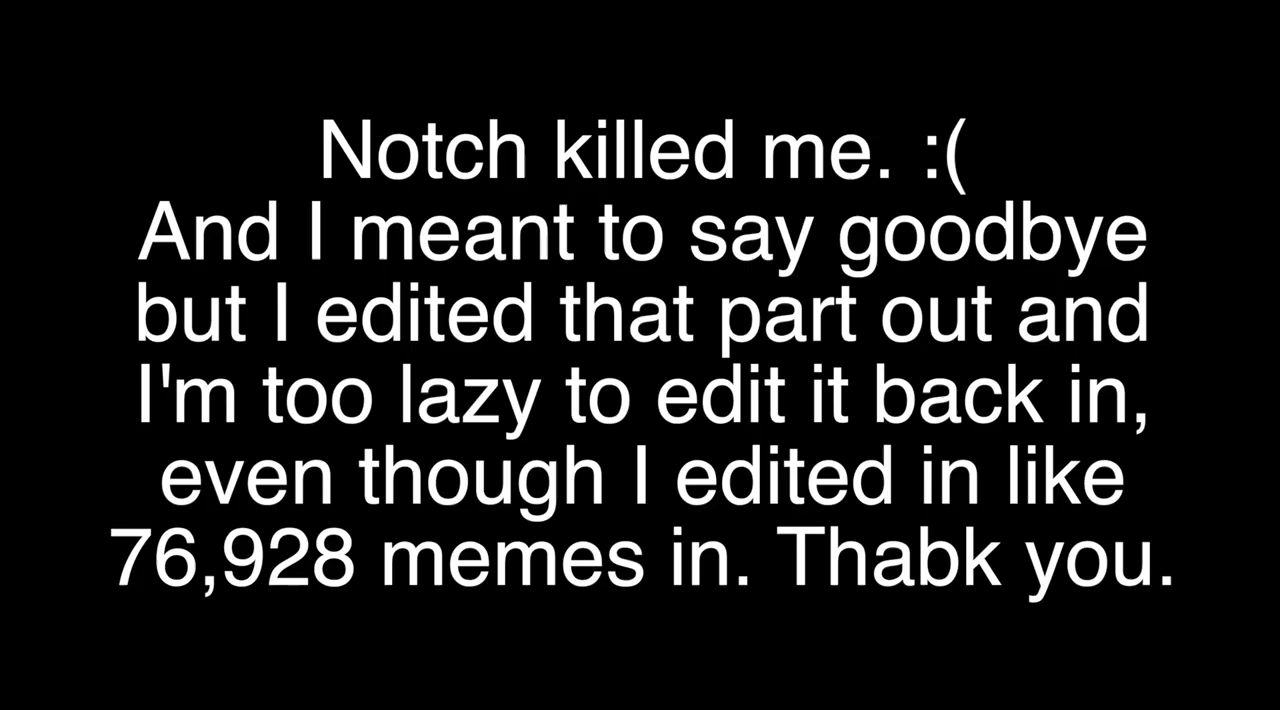 Notch killed me. :(
And I meant to say goodbye
but I edited that part out and
I'm too lazy to edit it back in,
even though I edited in like
76,928 memes in. Thabk you.